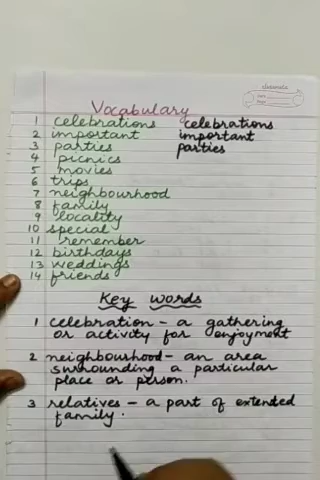 classmate
Vocabulary
1 celebrations celebrations
2 important important
3 parties parties
4 picnics
5 movies
6 trips
7 neighbourhood
8 family
9 locality
10 special
11 remember
12 birthdays
13 weddings
14 friends
Key words
1 celebration - a gathering
or activity for enjoyment
2 neighbourhood - an area
surrounding a particular
place or person.
3 relatives - a part of extended
family.